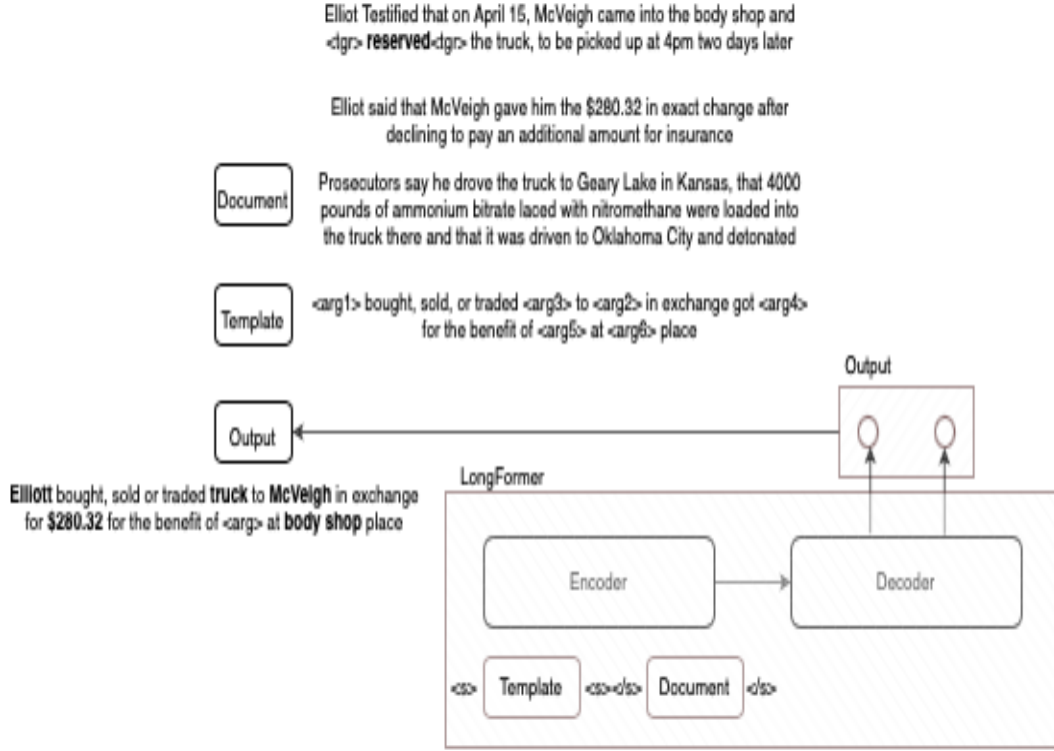 Elliot Testified that on April 15, McVeigh came into the body shop and
<tgr> reserved<tgr> the truck, to be picked up at 4pm two days later
Elliot said that McVeigh gave him the $280.32 in exact change after
declining to pay an additional amount for insurance
Document
Prosecutors say he drove the truck to Geary Lake in Kansas, that 4000
pounds of ammonium bitrate laced with nitromethane were loaded into
the truck there and that it was driven to Oklahoma City and detonated
Template
<arg1> bought, sold, or traded <arg3> to <arg2> in exchange got <arg4>
for the benefit of <arg5> at <arg6> place
Output
Output
Elliott bought, sold or traded truck to McVeigh in exchange
for $280.32 for the benefit of <arg> at body shop place
LongFormer
Encoder
Decoder
<s> Template <s></s> Document </s>